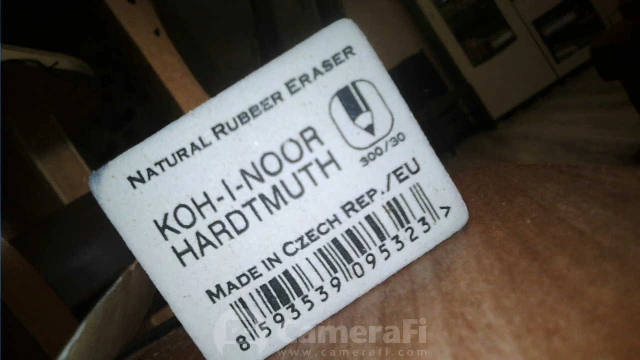 NATURAL RUBBER ERASER
300/30
KOH-I-NOOR
HARDTMUTH
MADE IN CZECH REP./EU
8 593539 095323 >
CameraFi
www.camerafi.com